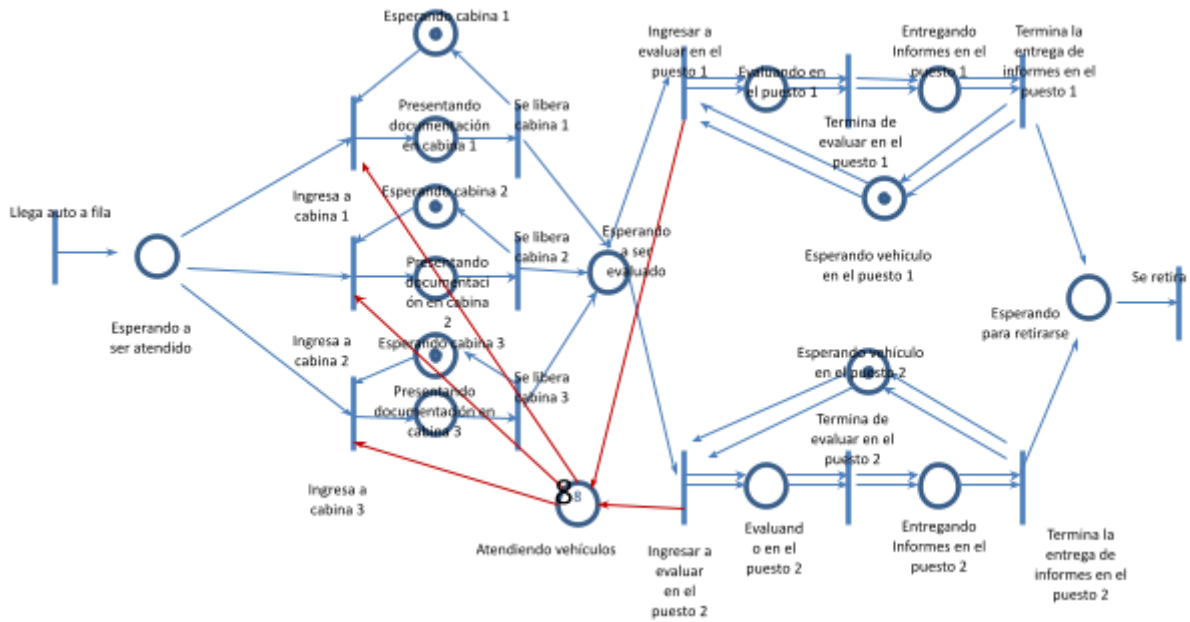 Esperando cabina 1
Ingresar a
evaluar en el
puesto 1
Entregando
Informes en el
puesto 1
Termina la
entrega de
informes en el
puesto 1
Evaluando en
el puesto 1
Presentando
documentación
en cabina 1
Se libera
cabina 1
Termina de
evaluar en el
puesto 1
Esperando cabina 2
Ingresa a
cabina 1
Llega auto a fila
Se libera
cabina 2
Esperando
a ser
evaluado
Esperando vehículo
en el puesto 1
Presentando
documentaci
ón en cabina
2
Se retira
Esperando a
ser atendido
Esperando
para retirarse
Ingresa a
cabina 2
Esperando cabina 3
Se libera
cabina 3
Esperando vehículo
en el puesto 2
Presentando
documentación en
cabina 3
Termina de
evaluar en el
puesto 2
Ingresa a
cabina 3
8
8
Atendiendo vehículos
Ingresar a
evaluar
en el
puesto 2
Evaluand
o en el
puesto 2
Entregando
Informes en el
puesto 2
Termina la
entrega de
informes en el
puesto 2